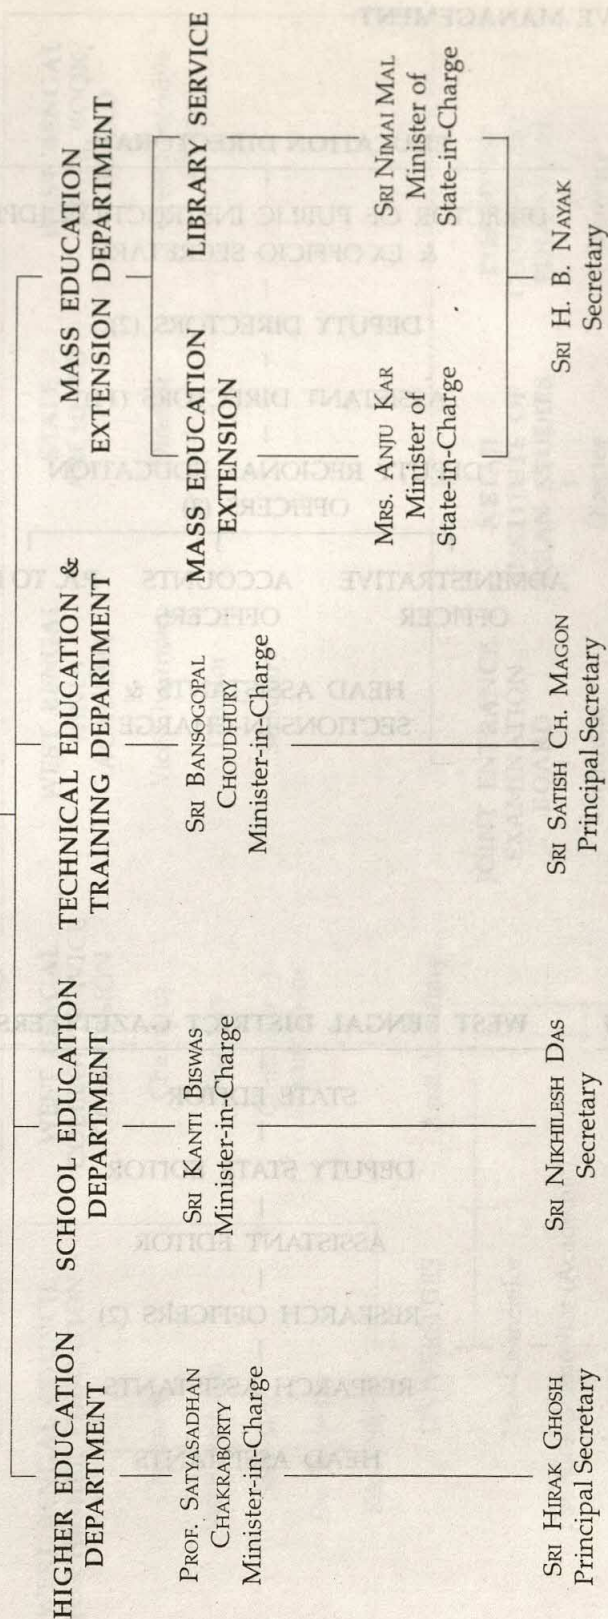 HIGHER EDUCATION
DEPARTMENT
PROF. SATYASADHAN
CHAKRABORTY
Minister-in-Charge
SRI HIRAK GHOSH
Principal Secretary
SCHOOL EDUCATION
DEPARTMENT
SRI KANTI BISWAS
Minister-in-Charge
SRI NIKHILESH DAS
Secretary
TECHNICAL EDUCATION &
TRAINING DEPARTMENT
SRI BANSOGOPAL
CHOUDHURY
Minister-in-Charge
SRI SATISH CH. MAGON
Principal Secretary
MASS EDUCATION
EXTENSION DEPARTMENT
MASS EDUCATION
EXTENSION
MRS. ANJU KAR
Minister of
State-in-Charge
LIBRARY SERVICE
SRI NIMAI MAL
Minister of
State-in-Charge
SRI H. B. NAYAK
Secretary